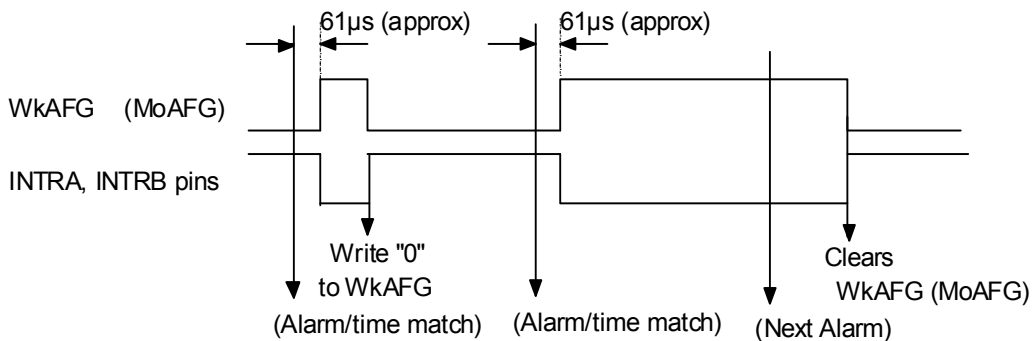 61µs (approx)
61µs (approx)
WkAFG (MoAFG)
INTRA, INTRB pins
Write "0"
to WkAFG
Clears
WkAFG (MoAFG)
(Alarm/time match)
(Alarm/time match)
(Next Alarm)